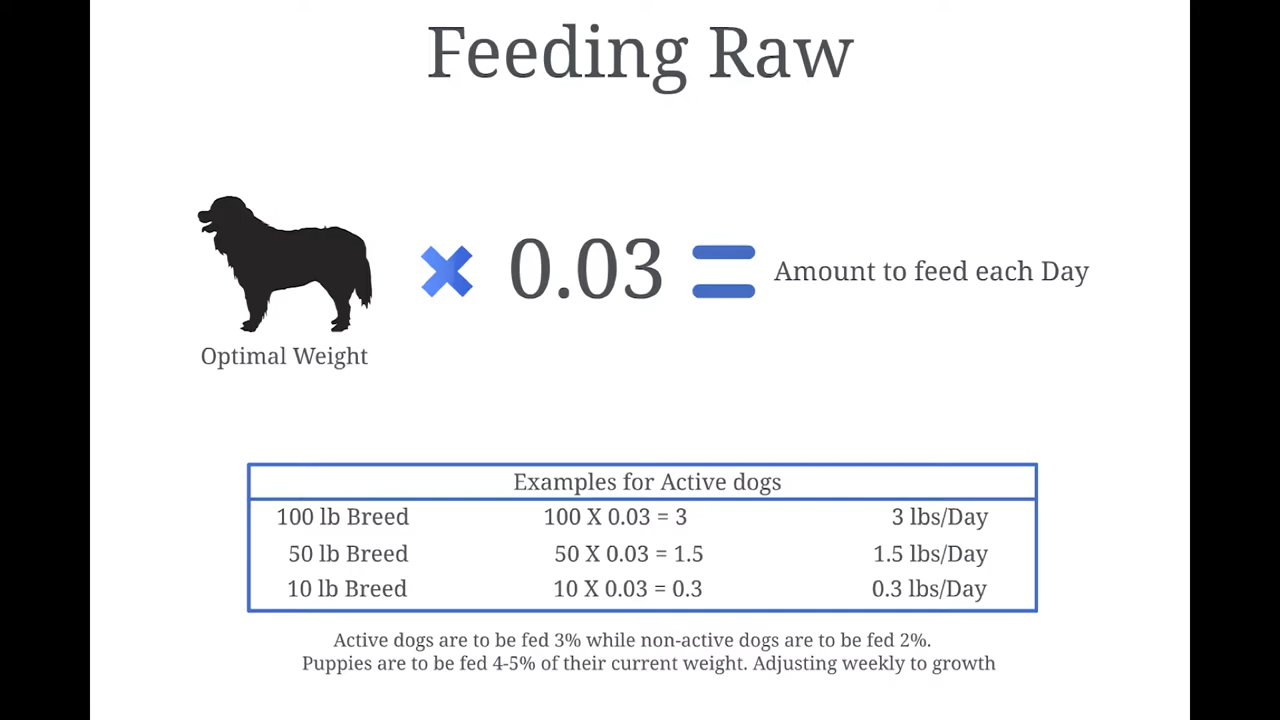 Feeding Raw
0.03
Amount to feed each Day
Optimal Weight
Examples for Active dogs
100 lb Breed 100 X 0.03 = 3 3 lbs/Day
50 lb Breed 50 X 0.03 = 1.5 1.5 lbs/Day
10 lb Breed 10 X 0.03 = 0.3 0.3 lbs/Day
Active dogs are to be fed 3% while non-active dogs are to be fed 2%.
Puppies are to be fed 4-5% of their current weight. Adjusting weekly to growth